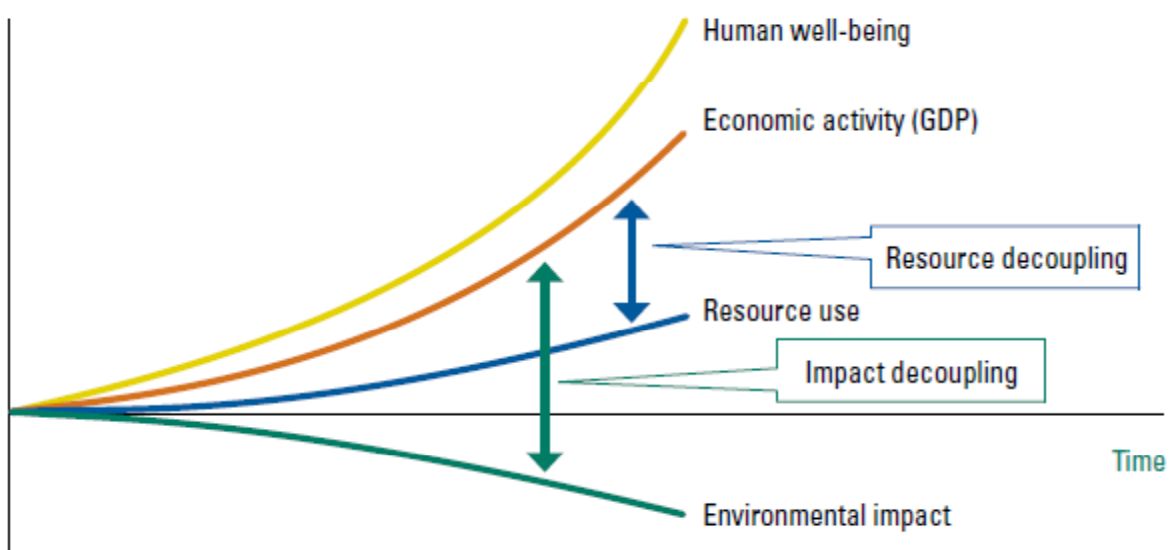 Human well-being
Economic activity (GDP)
Resource decoupling
Resource use
Impact decoupling
Time
Environmental impact